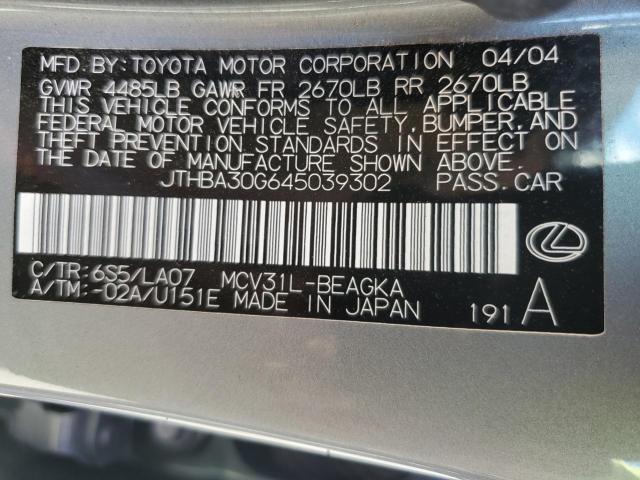 MFD. BY: TOYOTA MOTOR CORPORATION 04/04
GVWR 4485LB GAWR FR 2670LB RR 2670LB
THIS VEHICLE CONFORMS TO ALL APPLICABLE
FEDERAL MOTOR VEHICLE SAFETY, BUMPER, AND
THEFT PREVENTION STANDARDS IN EFFECT ON
THE DATE OF MANUFACTURE SHOWN ABOVE.
JTHBA30G645039302 PASS. CAR
C/TR: 6S5/LA07 MCV31L-BEAGKA
A/TM: -02A/U151E MADE IN JAPAN 191 A